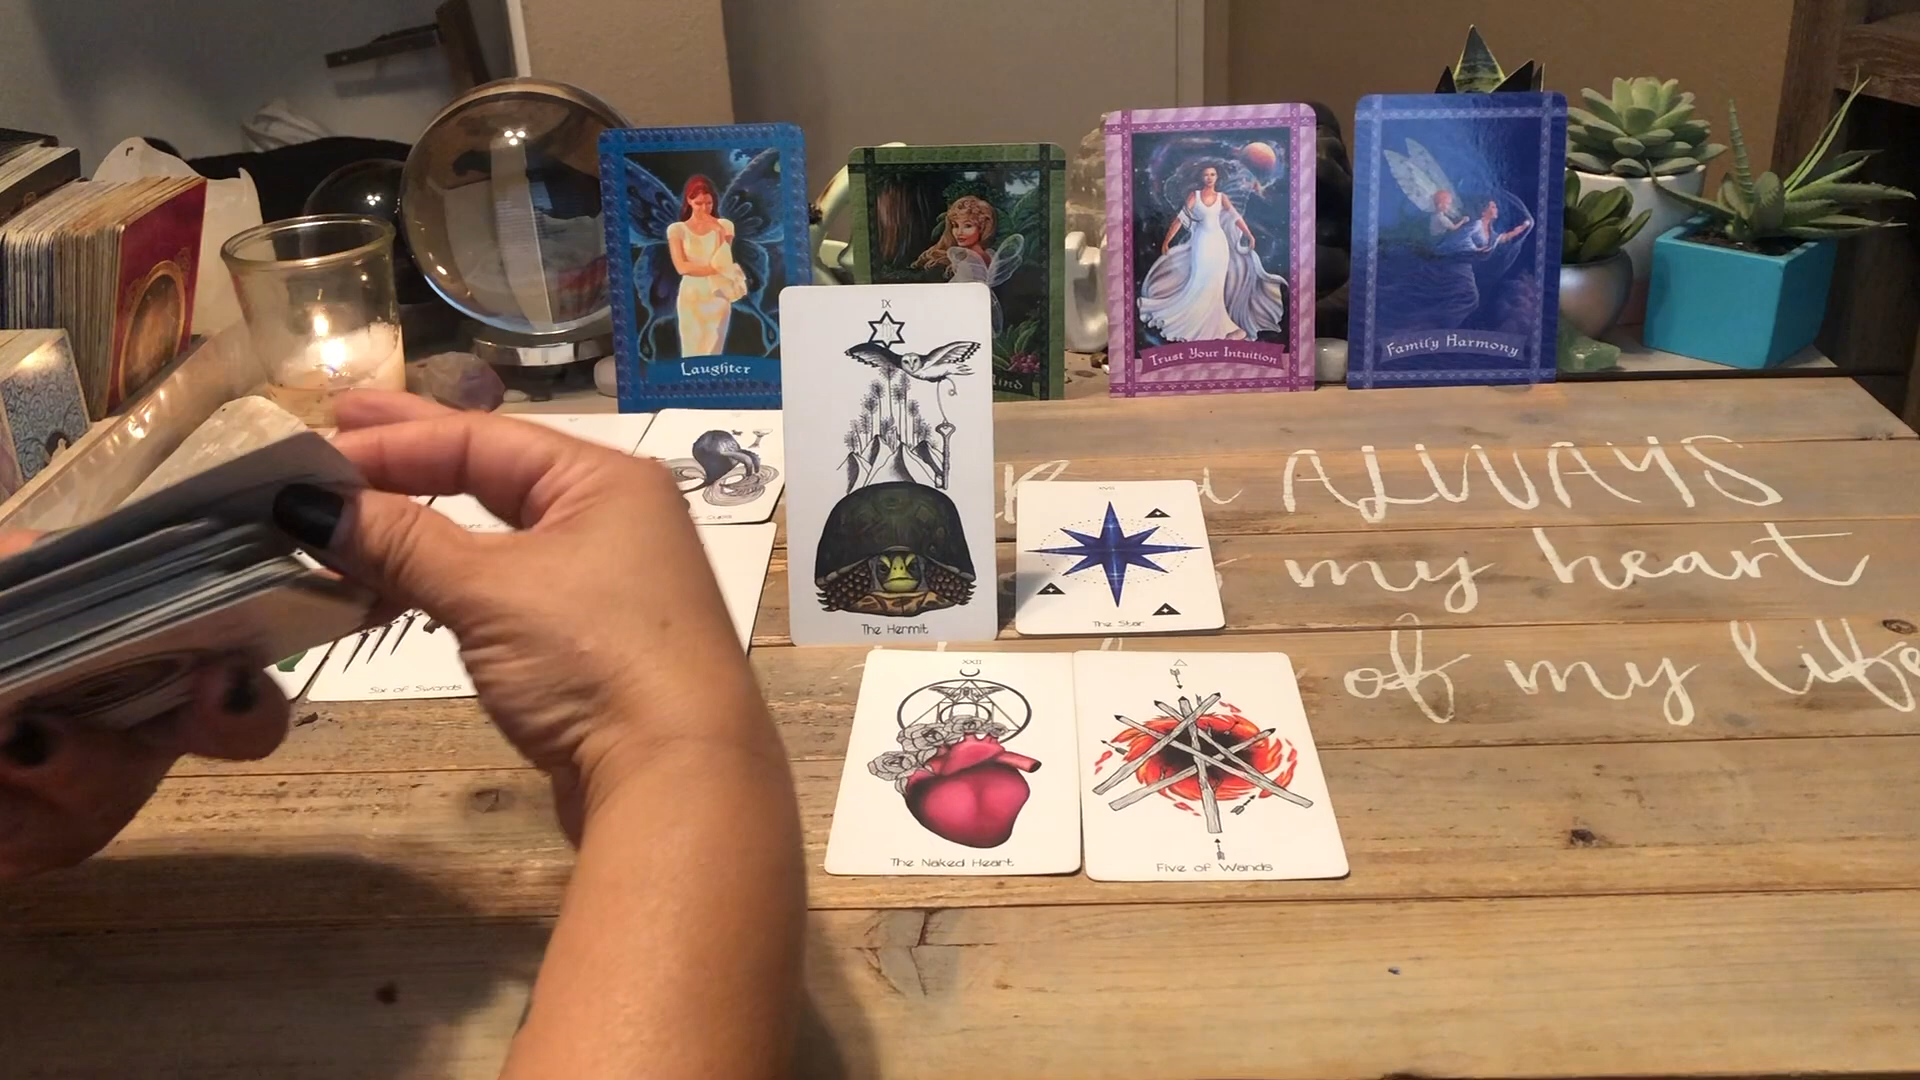 Laughter
Trust Your Intuition
Family Harmony
IX
The Hermit
XVII
The Star
ALWAYS
my heart
of my life
Six of Swords
XXII
The Naked Heart
Five of Wands